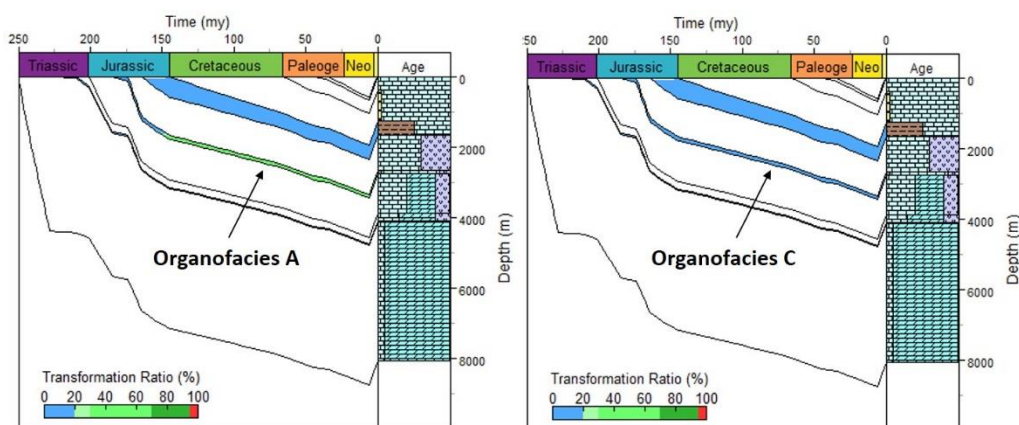 Time (my)
250 200 150 100 50 0
Triassic Jurassic Cretaceous Paleoge Neo Age
0
2000
4000
6000
8000
Depth (m)
Organofacies A
Transformation Ratio (%)
0 20 40 60 80 100
Time (my)
50 200 150 100 50 0
Triassic Jurassic Cretaceous Paleoge Neo Age
0
2000
4000
6000
8000
Depth (m)
Organofacies C
Transformation Ratio (%)
0 20 40 60 80 100